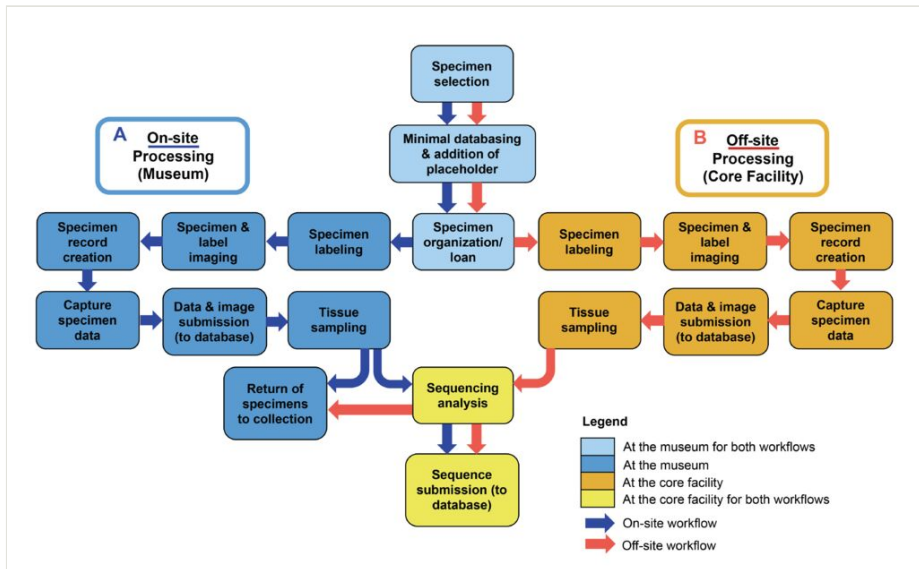 Specimen
selection
A
On-site
Processing
(Museum)
Minimal databasing
& addition of
placeholder
B
Off-site
Processing
(Core Facility)
Specimen
record
creation
Specimen &
label
imaging
Specimen
labeling
Specimen
organization/
loan
Specimen
labeling
Specimen &
label imaging
Specimen
record
creation
Capture
specimen
data
Data & image
submission
(to database)
Tissue
sampling
Tissue
sampling
Data & image
submission
(to database)
Capture
specimen
data
Return of
specimens
to collection
Sequencing
analysis
Sequence
submission (to
database)
Legend
At the museum for both workflows
At the museum
At the core facility
At the core facility for both workflows
On-site workflow
Off-site workflow